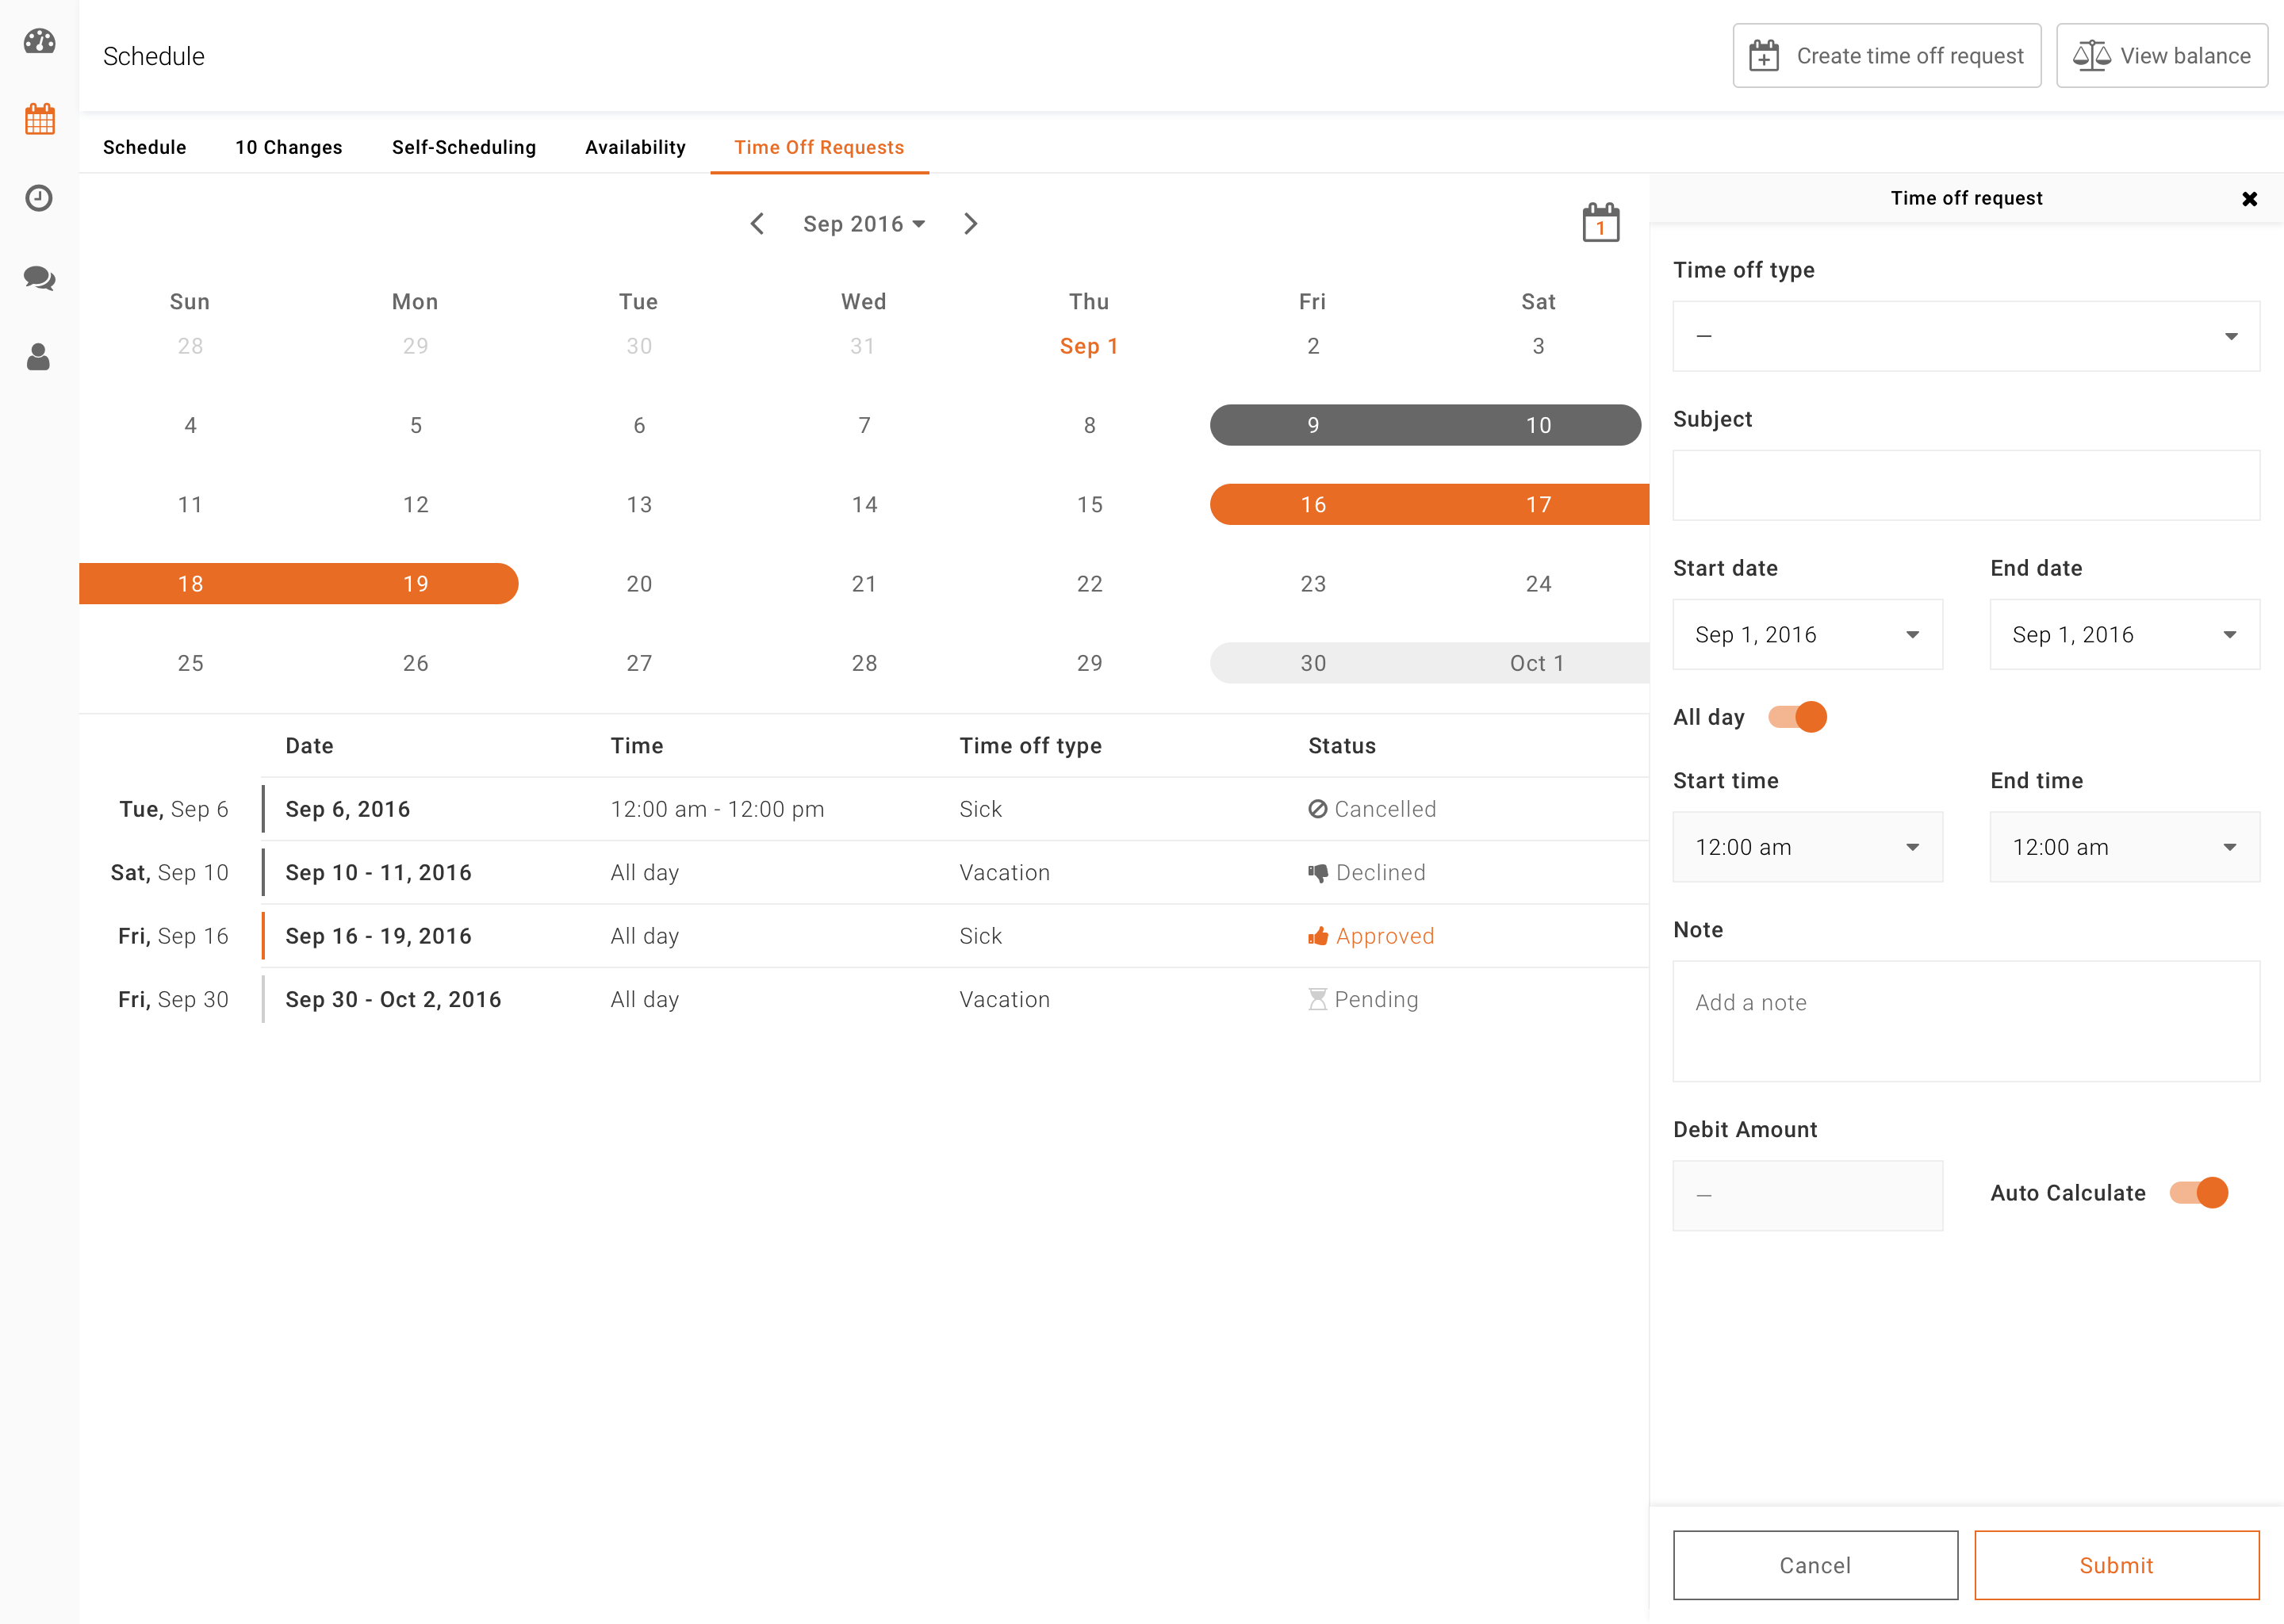 Schedule
Create time off request
View balance
Schedule 10 Changes Self-Scheduling Availability Time Off Requests
Sep 2016
1
Sun Mon Tue Wed Thu Fri Sat
28 29 30 31 Sep 1 2 3
4 5 6 7 8 9 10
11 12 13 14 15 16 17
18 19 20 21 22 23 24
25 26 27 28 29 30 Oct 1
Date Time Time off type Status
Tue, Sep 6 Sep 6, 2016 12:00 am - 12:00 pm Sick Cancelled
Sat, Sep 10 Sep 10 - 11, 2016 All day Vacation Declined
Fri, Sep 16 Sep 16 - 19, 2016 All day Sick Approved
Fri, Sep 30 Sep 30 - Oct 2, 2016 All day Vacation Pending
Time off request
Time off type
—
Subject
Start date End date
Sep 1, 2016 Sep 1, 2016
All day
Start time End time
12:00 am 12:00 am
Note
Add a note
Debit Amount
—
Auto Calculate
Cancel Submit